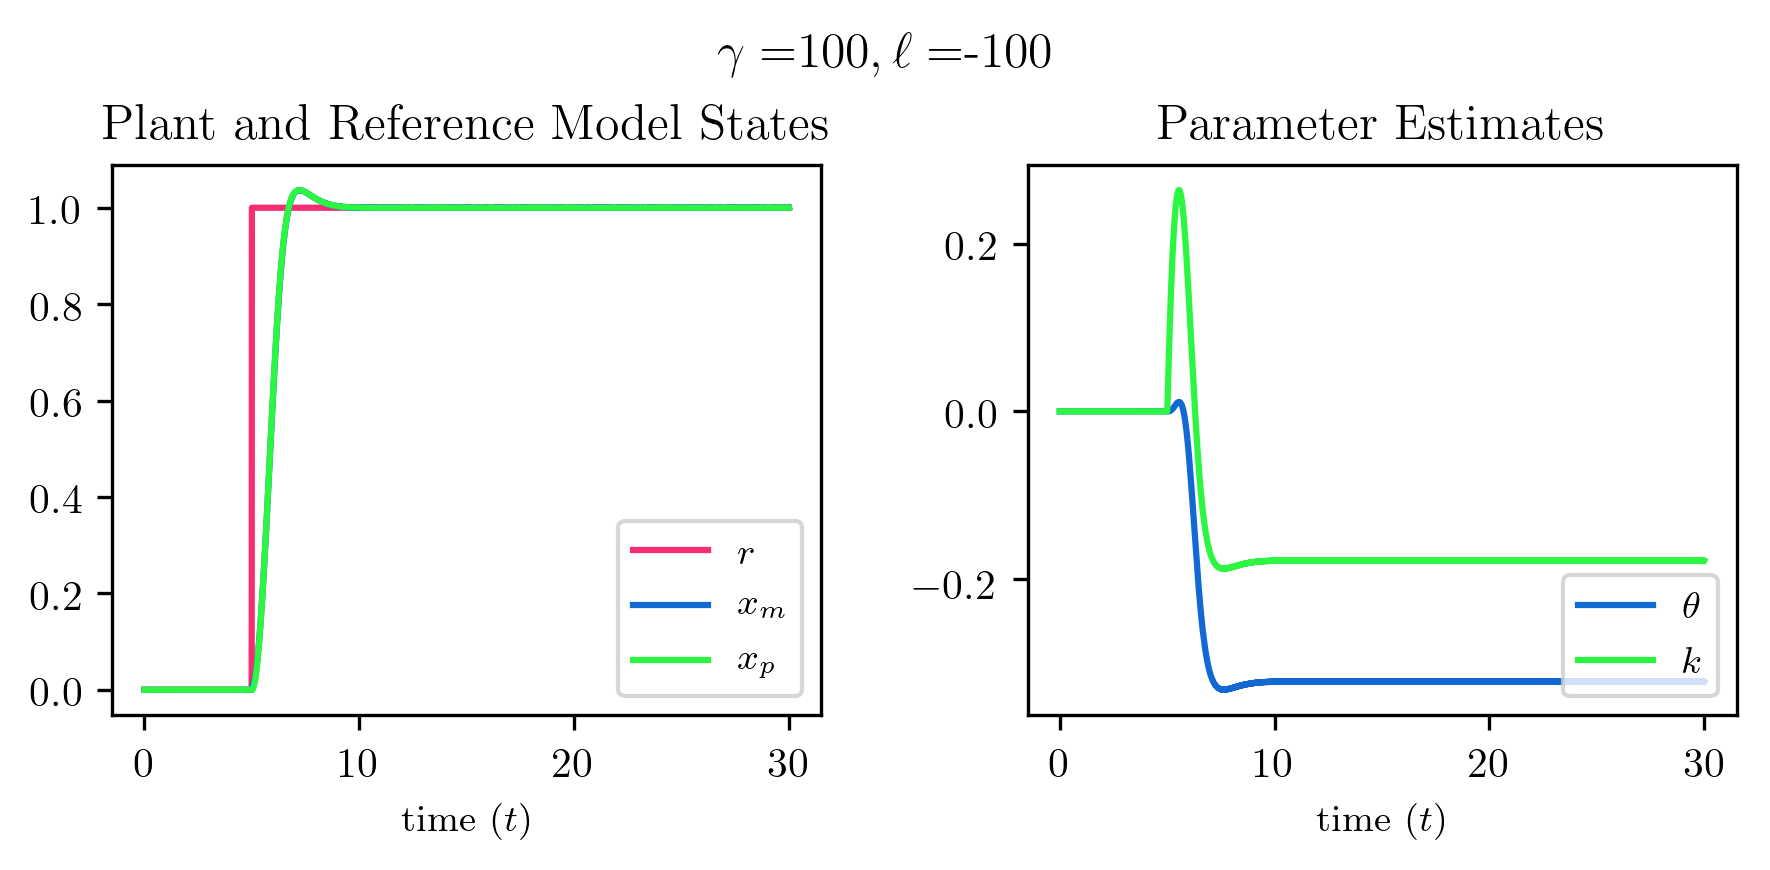 γ =100, ℓ =-100
Plant and Reference Model States
1.0
0.8
0.6
0.4
0.2
0.0
r
x_m
x_p
0 10 20 30
time (t)
Parameter Estimates
0.2
0.0
−0.2
θ
k
0 10 20 30
time (t)